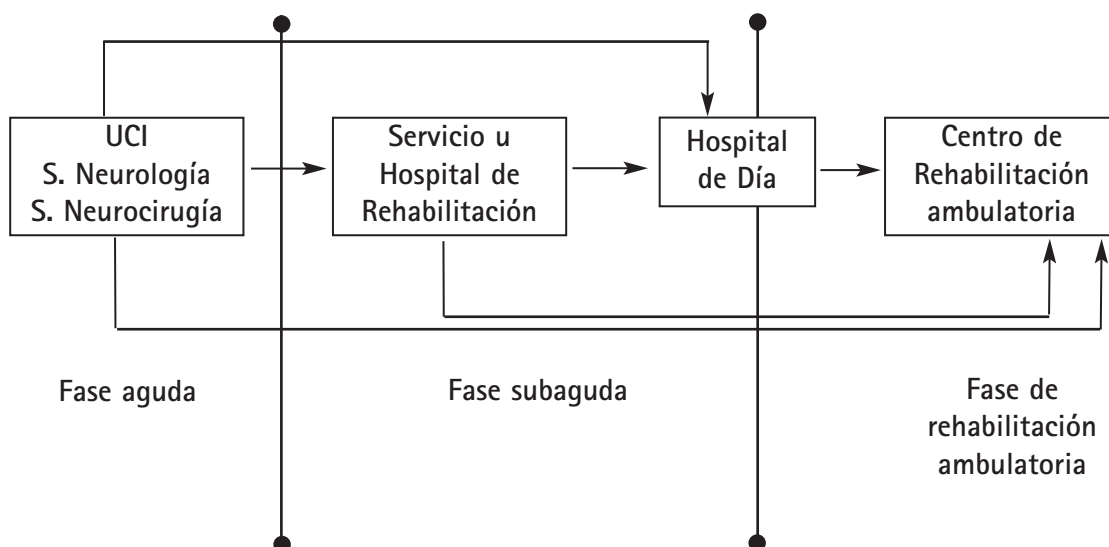 UCI
S. Neurología
S. Neurocirugía
Servicio u
Hospital de
Rehabilitación
Hospital
de Día
Centro de
Rehabilitación
ambulatoria
Fase aguda
Fase subaguda
Fase de
rehabilitación
ambulatoria